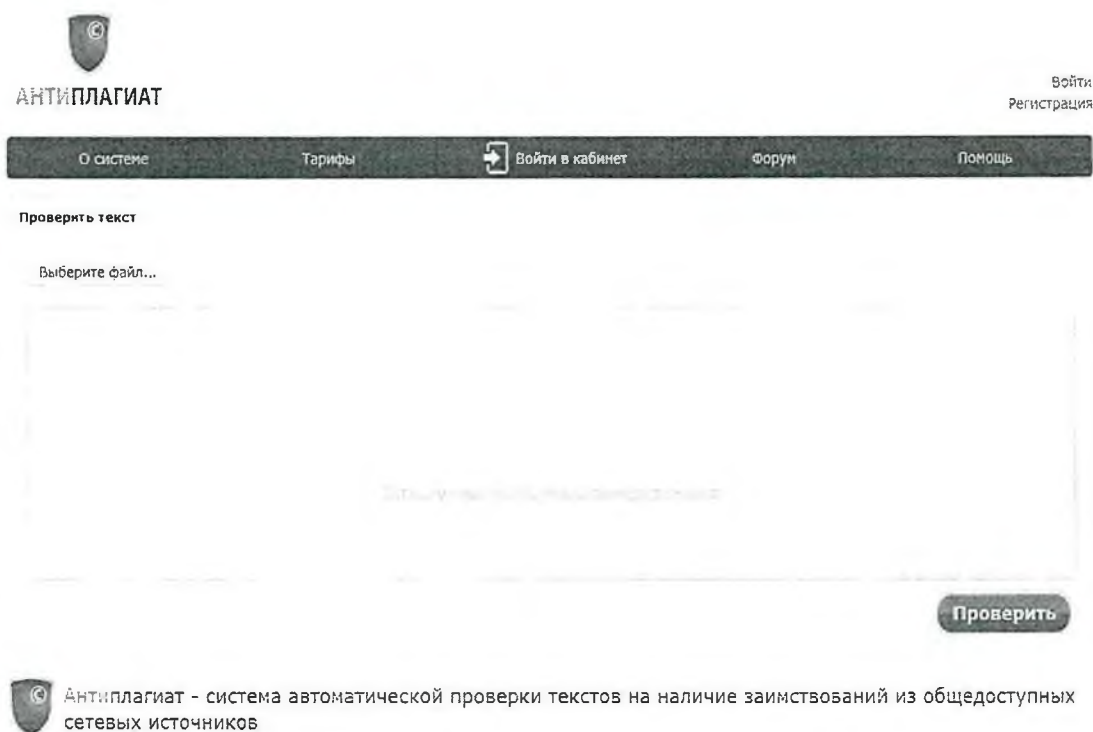 ©
АНТИПЛАГИАТ
Войти
Регистрация
О системе Тарифы Войти в кабинет Форум Помощь
Проверить текст
Выберите файл...
Проверить
© Антиплагиат - система автоматической проверки текстов на наличие заимствований из общедоступных
сетевых источников